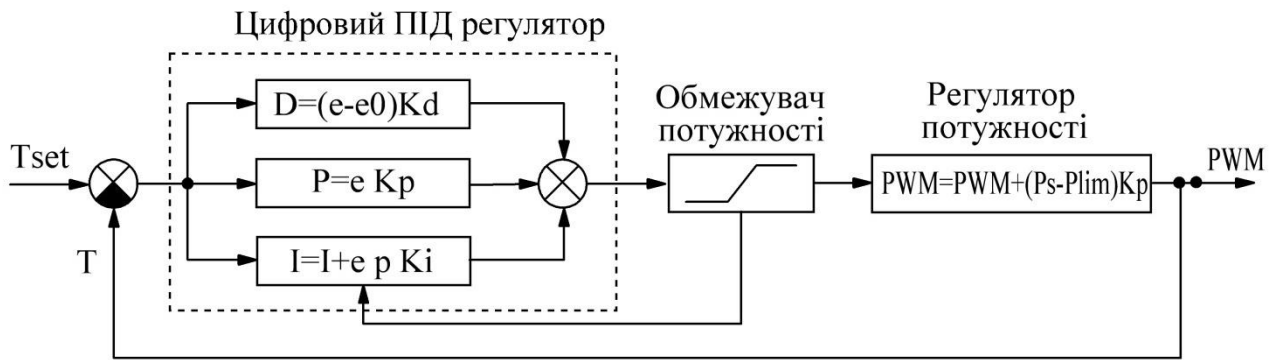 Цифровий ПІД регулятор
D=(e-e0)Kd
Обмежувач
потужності
Регулятор
потужності
Tset
P=e Kp
PWM=PWM+(Ps-Plim)Kp
PWM
T
I=I+e p Ki